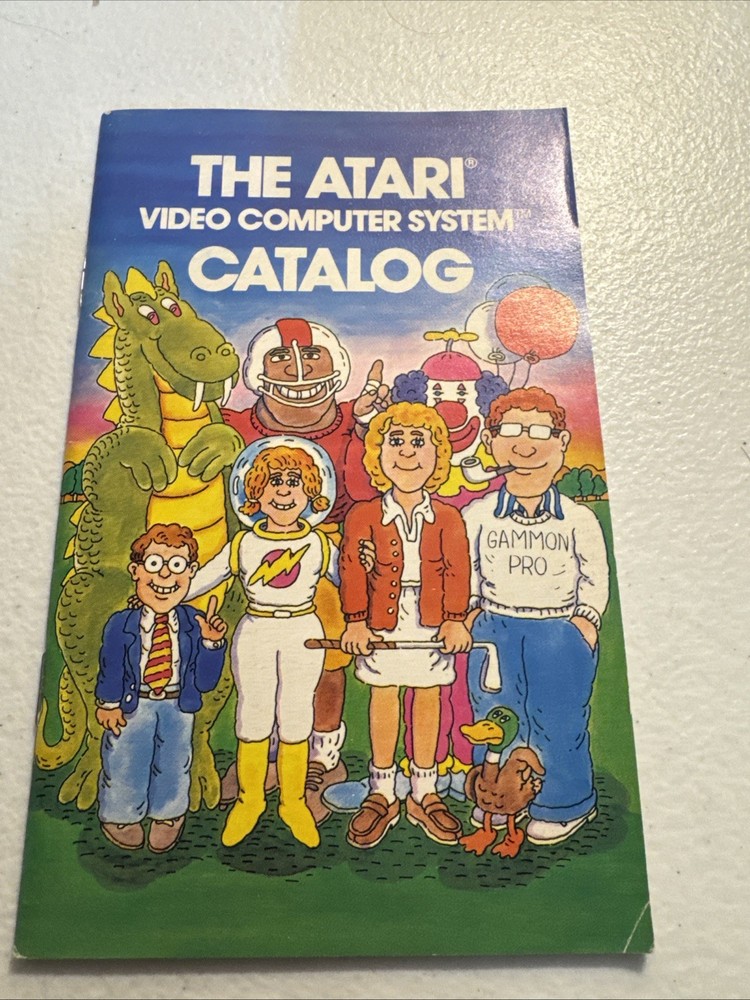 THE ATARI®
VIDEO COMPUTER SYSTEM™
CATALOG
GAMMON
PRO